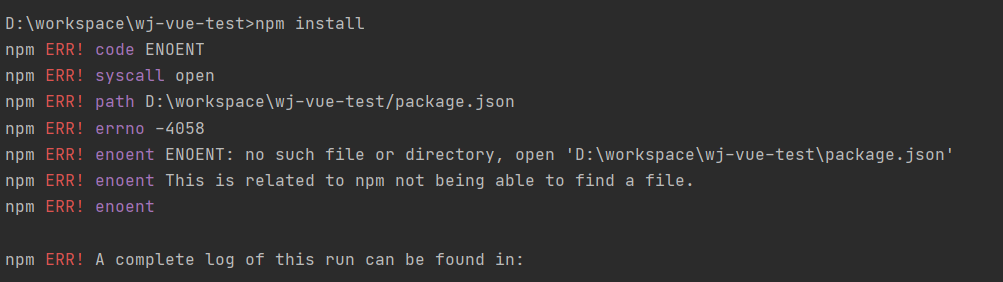 D:\workspace\wj-vue-test>npm install
npm ERR! code ENOENT
npm ERR! syscall open
npm ERR! path D:\workspace\wj-vue-test/package.json
npm ERR! errno -4058
npm ERR! enoent ENOENT: no such file or directory, open 'D:\workspace\wj-vue-test\package.json'
npm ERR! enoent This is related to npm not being able to find a file.
npm ERR! enoent
npm ERR! A complete log of this run can be found in: